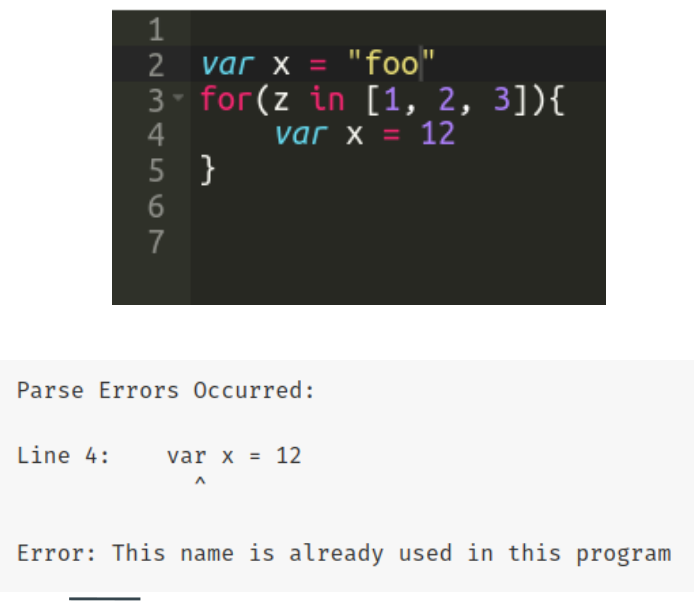 1
2 var x = "foo"
3 for(z in [1, 2, 3]){
4 var x = 12
5 }
6
7
Parse Errors Occurred:
Line 4: var x = 12
^
Error: This name is already used in this program